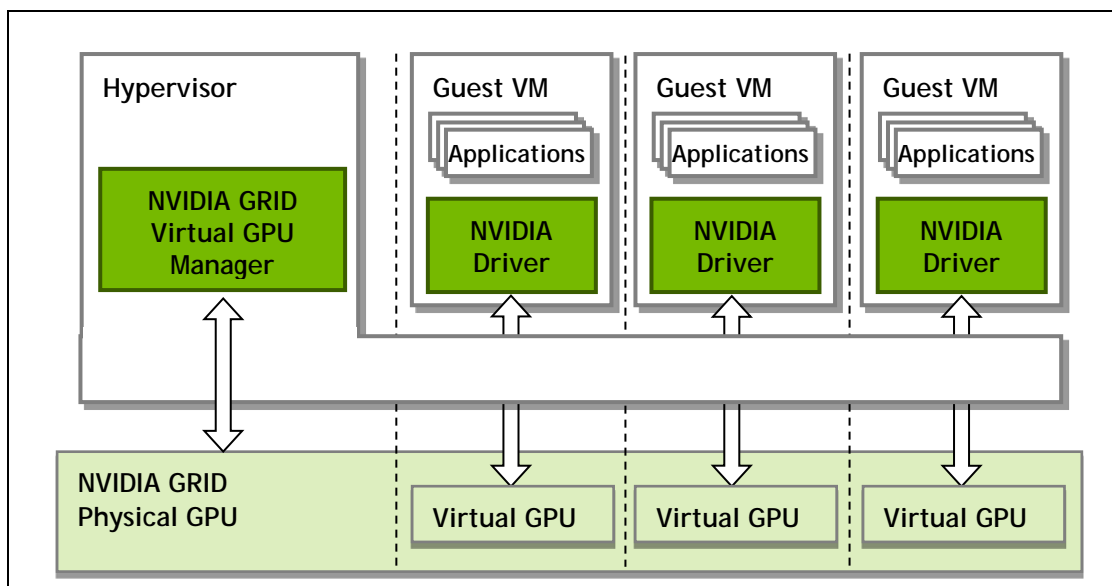 Hypervisor
NVIDIA GRID
Virtual GPU
Manager
Guest VM
Applications
NVIDIA
Driver
Guest VM
Applications
NVIDIA
Driver
Guest VM
Applications
NVIDIA
Driver
NVIDIA GRID
Physical GPU
Virtual GPU
Virtual GPU
Virtual GPU